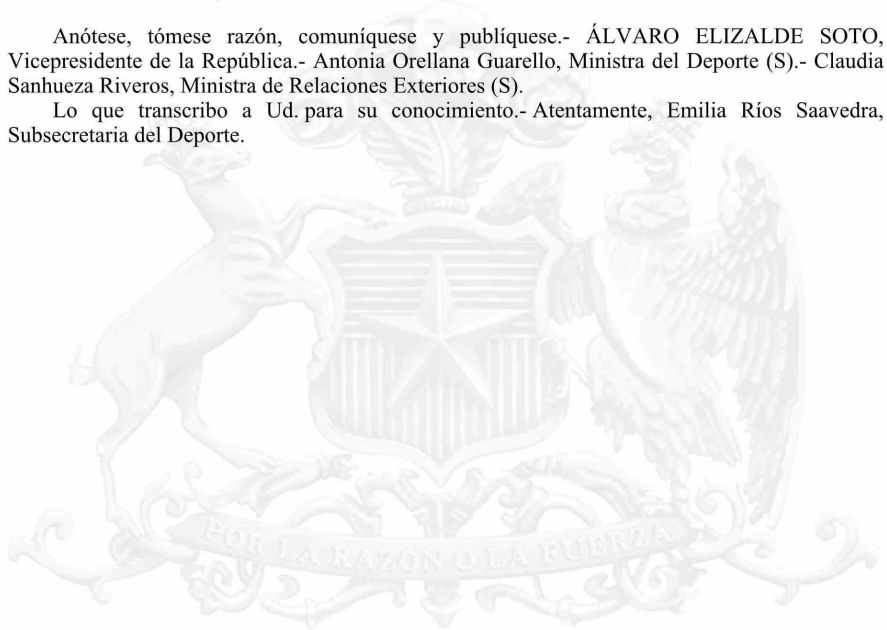 Anótese, tómese razón, comuníquese y publíquese.- ÁLVARO ELIZALDE SOTO,
Vicepresidente de la República.- Antonia Orellana Guarello, Ministra del Deporte (S).- Claudia
Sanhueza Riveros, Ministra de Relaciones Exteriores (S).
Lo que transcribo a Ud. para su conocimiento.- Atentamente, Emilia Ríos Saavedra,
Subsecretaria del Deporte.
POR LA RAZON O LA FUERZA